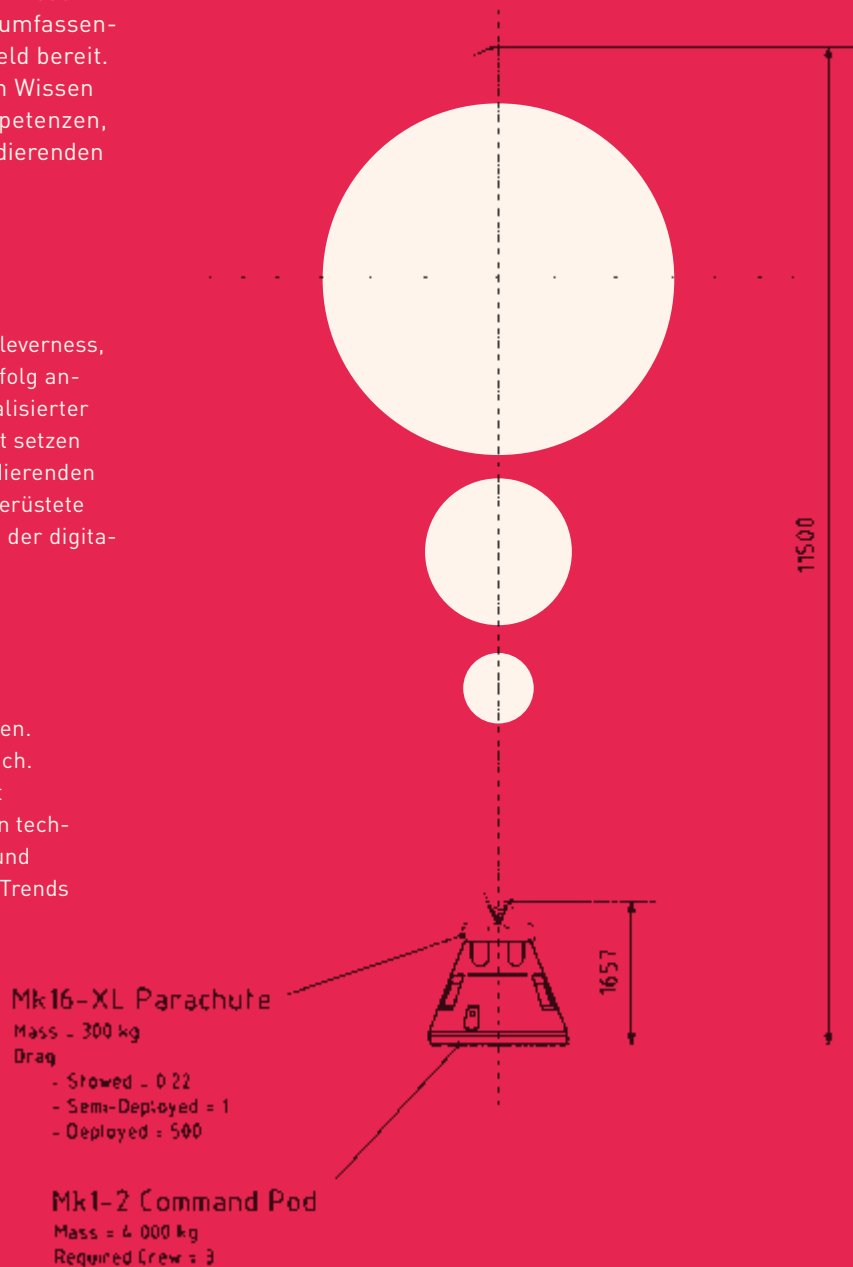 umfassen-
eld bereit.
n Wissen
petenzen,
dierenden
leverness,
folg an-
alisierter
t setzen
dierenden
erüstete
der digita-
en.
ch.
n tech-
und
Trends
11500
1657
Mk16-XL Parachute
Mass = 300 kg
Drag
- Stowed = 0.22
- Semi-Deployed = 1
- Deployed = 500
Mk1-2 Command Pod
Mass = 4 000 kg
Required Crew = 3